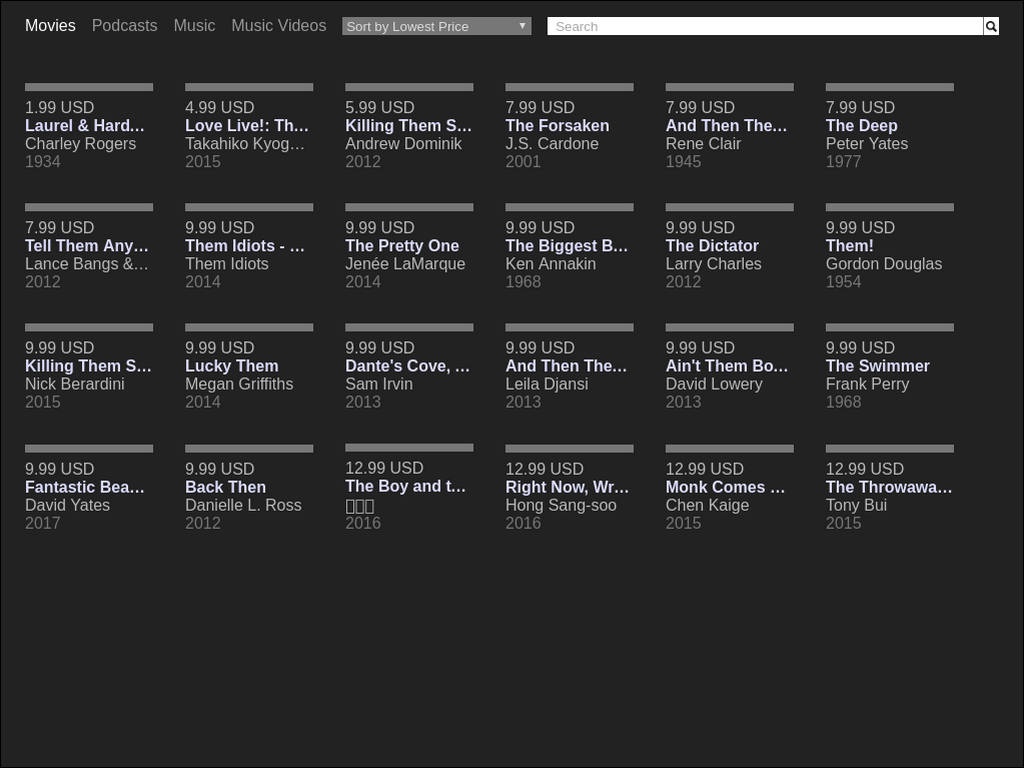 Movies Podcasts Music Music Videos Sort by Lowest Price ▼ Search
1.99 USD
Laurel & Hard...
Charley Rogers
1934
4.99 USD
Love Live!: Th...
Takahiko Kyog...
2015
5.99 USD
Killing Them S...
Andrew Dominik
2012
7.99 USD
The Forsaken
J.S. Cardone
2001
7.99 USD
And Then The...
Rene Clair
1945
7.99 USD
The Deep
Peter Yates
1977
7.99 USD
Tell Them Any...
Lance Bangs &...
2012
9.99 USD
Them Idiots - ...
Them Idiots
2014
9.99 USD
The Pretty One
Jenée LaMarque
2014
9.99 USD
The Biggest B...
Ken Annakin
1968
9.99 USD
The Dictator
Larry Charles
2012
9.99 USD
Them!
Gordon Douglas
1954
9.99 USD
Killing Them S...
Nick Berardini
2015
9.99 USD
Lucky Them
Megan Griffiths
2014
9.99 USD
Dante's Cove, ...
Sam Irvin
2013
9.99 USD
And Then The...
Leila Djansi
2013
9.99 USD
Ain't Them Bo...
David Lowery
2013
9.99 USD
The Swimmer
Frank Perry
1968
9.99 USD
Fantastic Bea...
David Yates
2017
9.99 USD
Back Then
Danielle L. Ross
2012
12.99 USD
The Boy and t...
2016
12.99 USD
Right Now, Wr...
Hong Sang-soo
2016
12.99 USD
Monk Comes ...
Chen Kaige
2015
12.99 USD
The Throwawa...
Tony Bui
2015